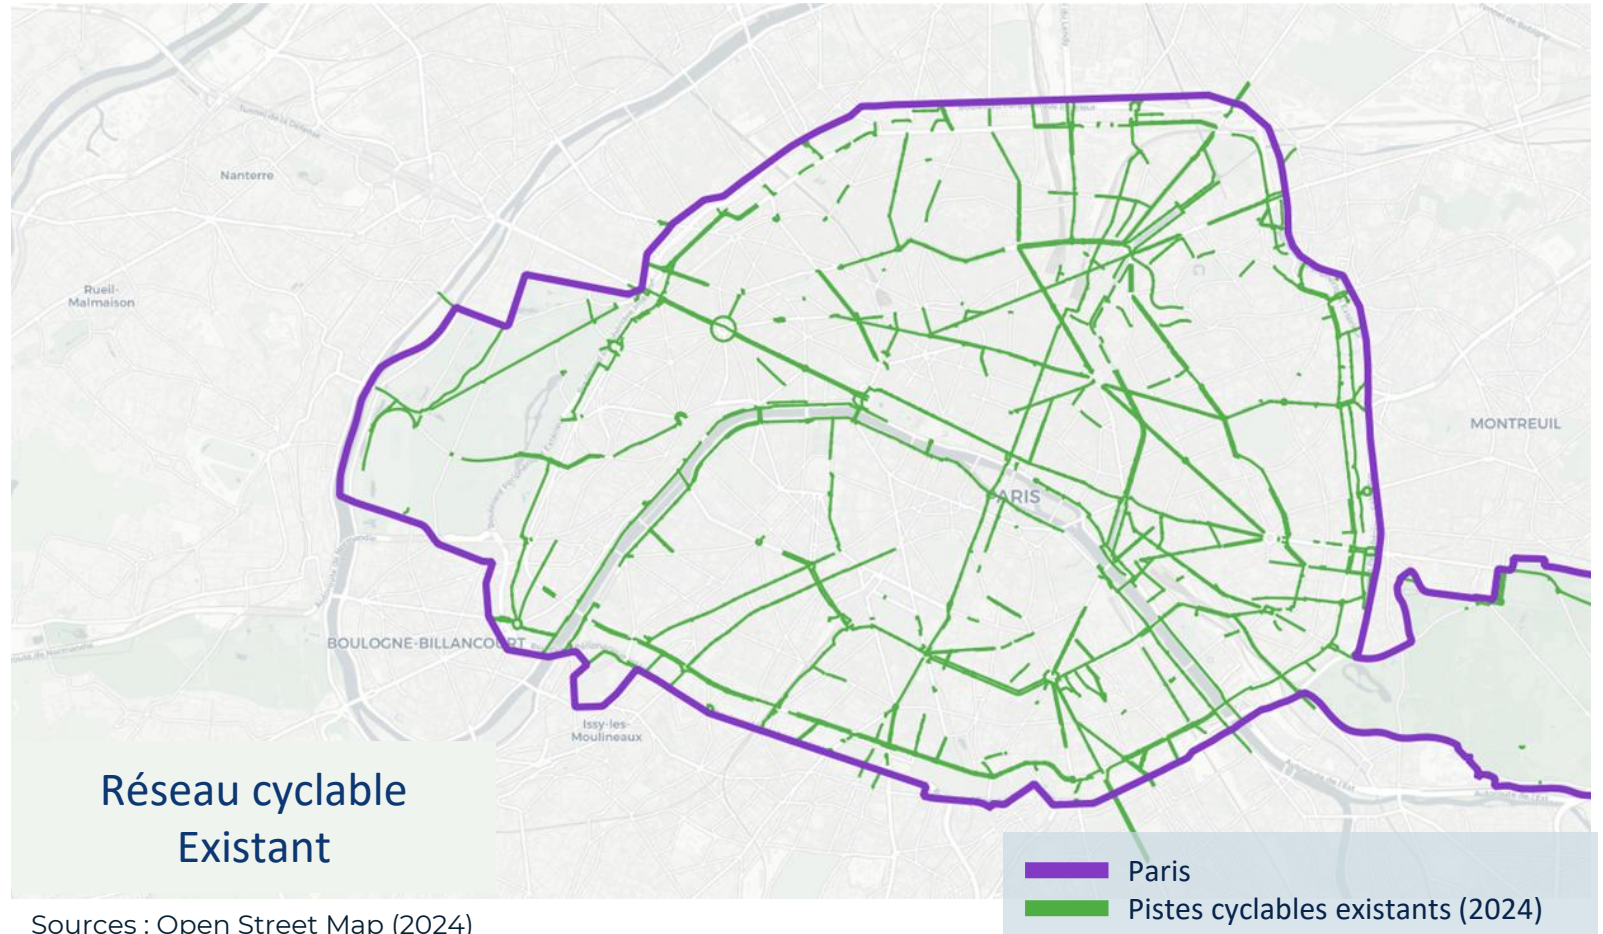 Nanterre
Rueil-
Malmaison
MONTREUIL
PARIS
BOULOGNE-BILLANCOURT
Issy-les-
Moulineaux
Réseau cyclable
Existant
Paris
Pistes cyclables existants (2024)
Sources : Open Street Map (2024)